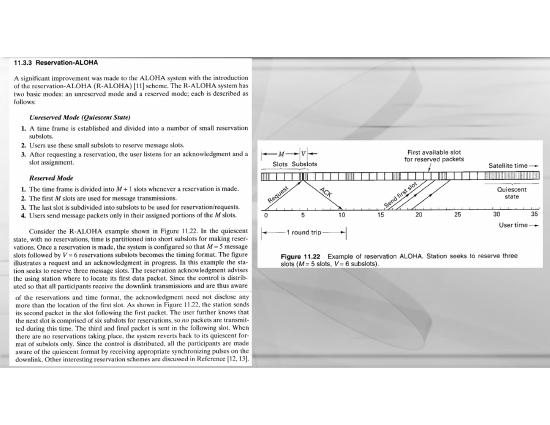 11.3.3 Reservation-ALOHA
A significant improvement was made to the ALOHA system with the introduction
of the reservation-ALOHA (R-ALOHA) [11] scheme. The R-ALOHA system has
two basic modes: an unreserved mode and a reserved mode; each is described as
follows:
Unreserved Mode (Quiescent State)
1. A time frame is established and divided into a number of small reservation
subslots.
2. Users use these small subslots to reserve message slots.
3. After requesting a reservation, the user listens for an acknowledgment and a
slot assignment.
Reserved Mode
1. The time frame is divided into M + 1 slots whenever a reservation is made.
2. The first M slots are used for message transmissions.
3. The last slot is subdivided into subslots to be used for reservation/requests.
4. Users send message packets only in their assigned portions of the M slots.
Consider the R-ALOHA example shown in Figure 11.22. In the quiescent
state, with no reservations, time is partitioned into short subslots for making reser-
vations. Once a reservation is made, the system is configured so that M = 5 message
slots followed by V = 6 reservations subslots becomes the timing format. The figure
illustrates a request and an acknowledgment in progress. In this example the sta-
tion seeks to reserve three message slots. The reservation acknowledgment advises
the using station where to locate its first data packet. Since the control is distrib-
uted so that all participants receive the downlink transmissions and are thus aware
of the reservations and time format, the acknowledgment need not disclose any
more than the location of the first slot. As shown in Figure 11.22, the station sends
its second packet in the slot following the first packet. The user further knows that
the next slot is comprised of six subslots for reservations, so no packets are transmit-
ted during this time. The third and final packet is sent in the following slot. When
there are no reservations taking place, the system reverts back to its quiescent for-
mat of subslots only. Since the control is distributed, all the participants are made
aware of the quiescent format by receiving appropriate synchronizing pulses on the
downlink. Other interesting reservation schemes are discussed in Reference [12, 13].
M V
Slots Subslots
First available slot
for reserved packets
Satellite time
Request
ACK
Send first slot
Quiescent
state
0 5 10 15 20 25 30 35
User time
1 round trip
Figure 11.22 Example of reservation ALOHA. Station seeks to reserve three
slots (M = 5 slots, V = 6 subslots).